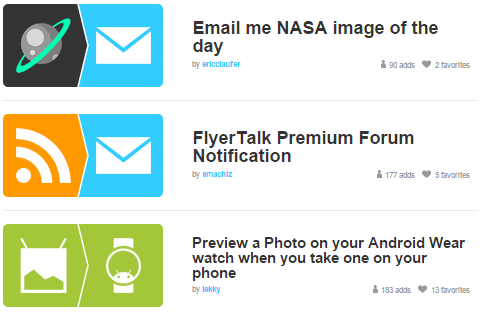 Email me NASA image of the
day
by ericclaufer 90 adds 2 favorites
FlyerTalk Premium Forum
Notification
by emachiz 177 adds 5 favorites
Preview a Photo on your Android Wear
watch when you take one on your
phone
by lekky 183 adds 13 favorites